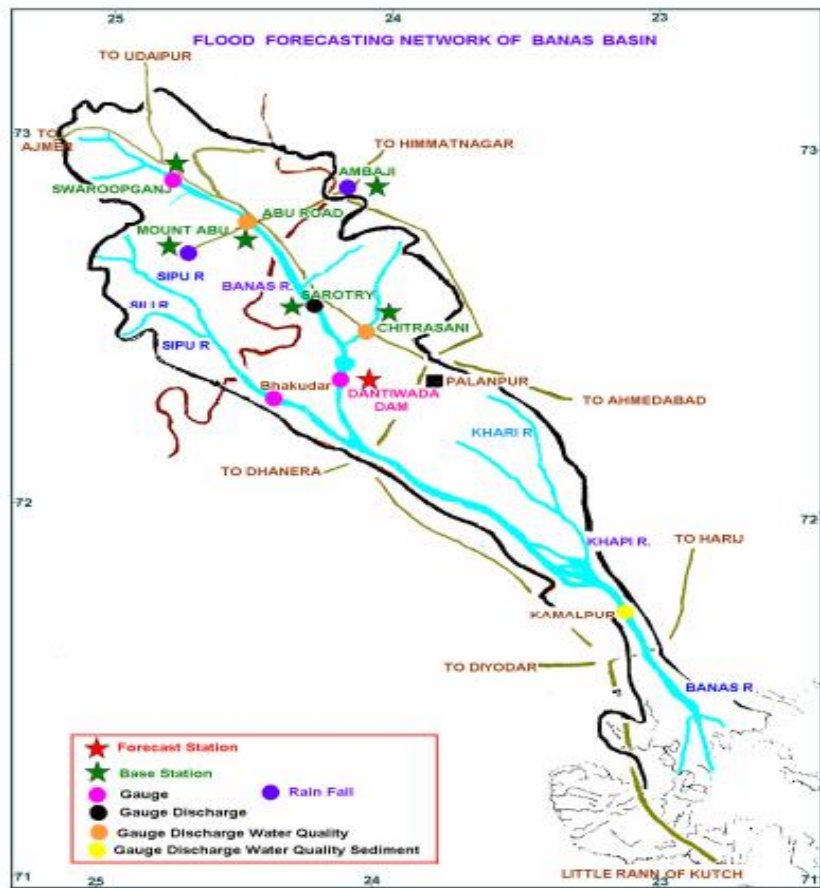 25 24 23
FLOOD FORECASTING NETWORK OF BANAS BASIN
TO UDAIPUR
73 73
TO
AJMER
TO HIMMATNAGAR
AMBAJI
SWAROOPGANJ
ABU ROAD
MOUNT ABU
SIPU R
BANAS R.
SAROTRY
CHITRASANI
SIPU R
Bhakudar
DANTIWADA
DAM
PALANPUR
TO AHMEDABAD
KHARI R
TO DHANERA
72 72
KHAPI R.
TO HARIJ
KAMALPUR
TO DIYODAR
BANAS R
Forecast Station
Base Station
Gauge
Rain Fall
Gauge Discharge
Gauge Discharge Water Quality
Gauge Discharge Water Quality Sediment
LITTLE RANN OF KUTCH
71 71
25 24 23